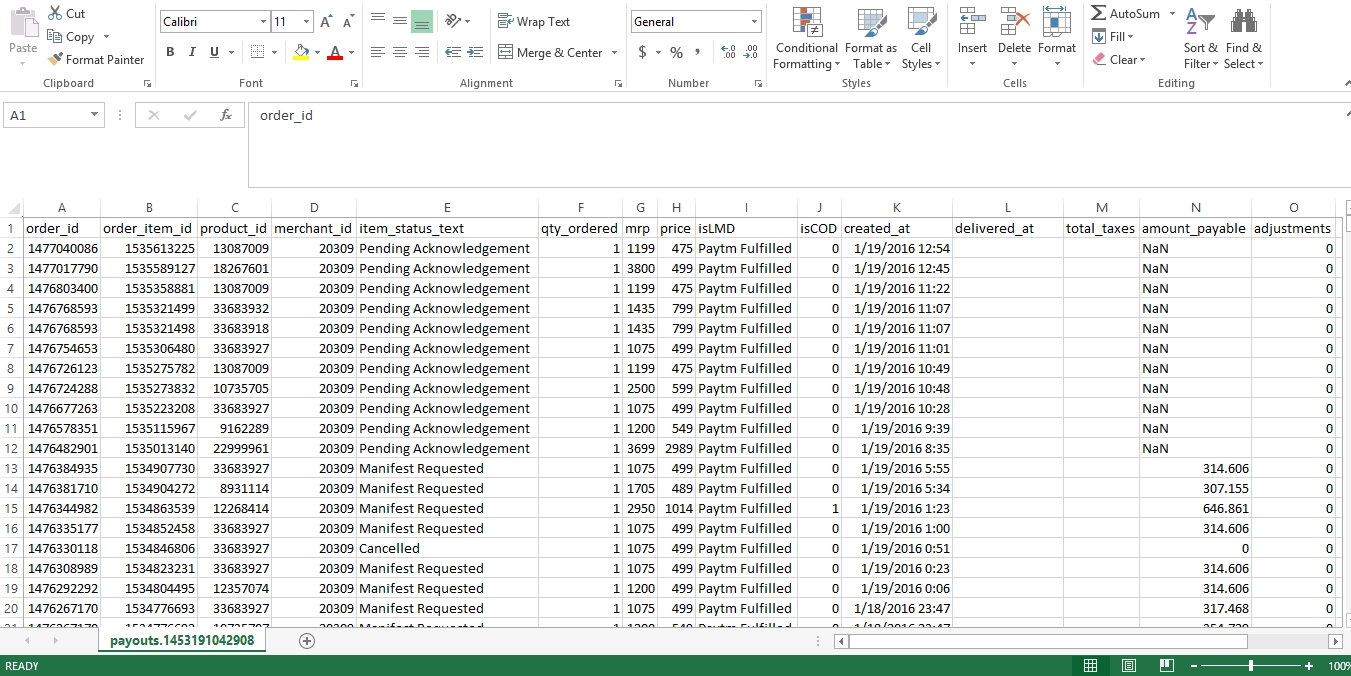 Cut
Copy
Paste
Format Painter
Clipboard
Calibri 11
B I U
Font
Wrap Text
Merge & Center
Alignment
General
$ % ,
Number
Conditional Formatting
Format as Table
Cell Styles
Styles
Insert
Delete
Format
Cells
AutoSum
Fill
Clear
Sort & Filter
Find & Select
Editing
A1 fx order_id
A B C D E F G H I J K L M N O
1 order_id order_item_id product_id merchant_id item_status_text qty_ordered mrp price isLMD isCOD created_at delivered_at total_taxes amount_payable adjustments
2 1477040086 1535613225 13087009 20309 Pending Acknowledgement 1 1199 475 Paytm Fulfilled 0 1/19/2016 12:54 NaN 0
3 1477017790 1535589127 18267601 20309 Pending Acknowledgement 1 3800 499 Paytm Fulfilled 0 1/19/2016 12:45 NaN 0
4 1476803400 1535358881 13087009 20309 Pending Acknowledgement 1 1199 475 Paytm Fulfilled 0 1/19/2016 11:22 NaN 0
5 1476768593 1535321499 33683932 20309 Pending Acknowledgement 1 1435 799 Paytm Fulfilled 0 1/19/2016 11:07 NaN 0
6 1476768593 1535321498 33683918 20309 Pending Acknowledgement 1 1435 799 Paytm Fulfilled 0 1/19/2016 11:07 NaN 0
7 1476754653 1535306480 33683927 20309 Pending Acknowledgement 1 1075 499 Paytm Fulfilled 0 1/19/2016 11:01 NaN 0
8 1476726123 1535275782 13087009 20309 Pending Acknowledgement 1 1199 475 Paytm Fulfilled 0 1/19/2016 10:49 NaN 0
9 1476724288 1535273832 10735705 20309 Pending Acknowledgement 1 2500 599 Paytm Fulfilled 0 1/19/2016 10:48 NaN 0
10 1476677263 1535223208 33683927 20309 Pending Acknowledgement 1 1075 499 Paytm Fulfilled 0 1/19/2016 10:28 NaN 0
11 1476578351 1535115967 9162289 20309 Pending Acknowledgement 1 1200 549 Paytm Fulfilled 0 1/19/2016 9:39 NaN 0
12 1476482901 1535013140 22999961 20309 Pending Acknowledgement 1 3699 2989 Paytm Fulfilled 0 1/19/2016 8:35 NaN 0
13 1476384935 1534907730 33683927 20309 Manifest Requested 1 1075 499 Paytm Fulfilled 0 1/19/2016 5:55 314.606 0
14 1476381710 1534904272 8931114 20309 Manifest Requested 1 1705 489 Paytm Fulfilled 0 1/19/2016 5:34 307.155 0
15 1476344982 1534863539 12268414 20309 Manifest Requested 1 2950 1014 Paytm Fulfilled 1 1/19/2016 1:23 646.861 0
16 1476335177 1534852458 33683927 20309 Manifest Requested 1 1075 499 Paytm Fulfilled 0 1/19/2016 1:00 314.606 0
17 1476330118 1534846806 33683927 20309 Cancelled 1 1075 499 Paytm Fulfilled 0 1/19/2016 0:51 0 0
18 1476308989 1534823231 33683927 20309 Manifest Requested 1 1075 499 Paytm Fulfilled 0 1/19/2016 0:23 314.606 0
19 1476292292 1534804495 12357074 20309 Manifest Requested 1 1200 499 Paytm Fulfilled 0 1/19/2016 0:06 314.606 0
20 1476267170 1534776693 33683927 20309 Manifest Requested 1 1075 499 Paytm Fulfilled 0 1/18/2016 23:47 317.468 0
payouts.1453191042908
READY 100%